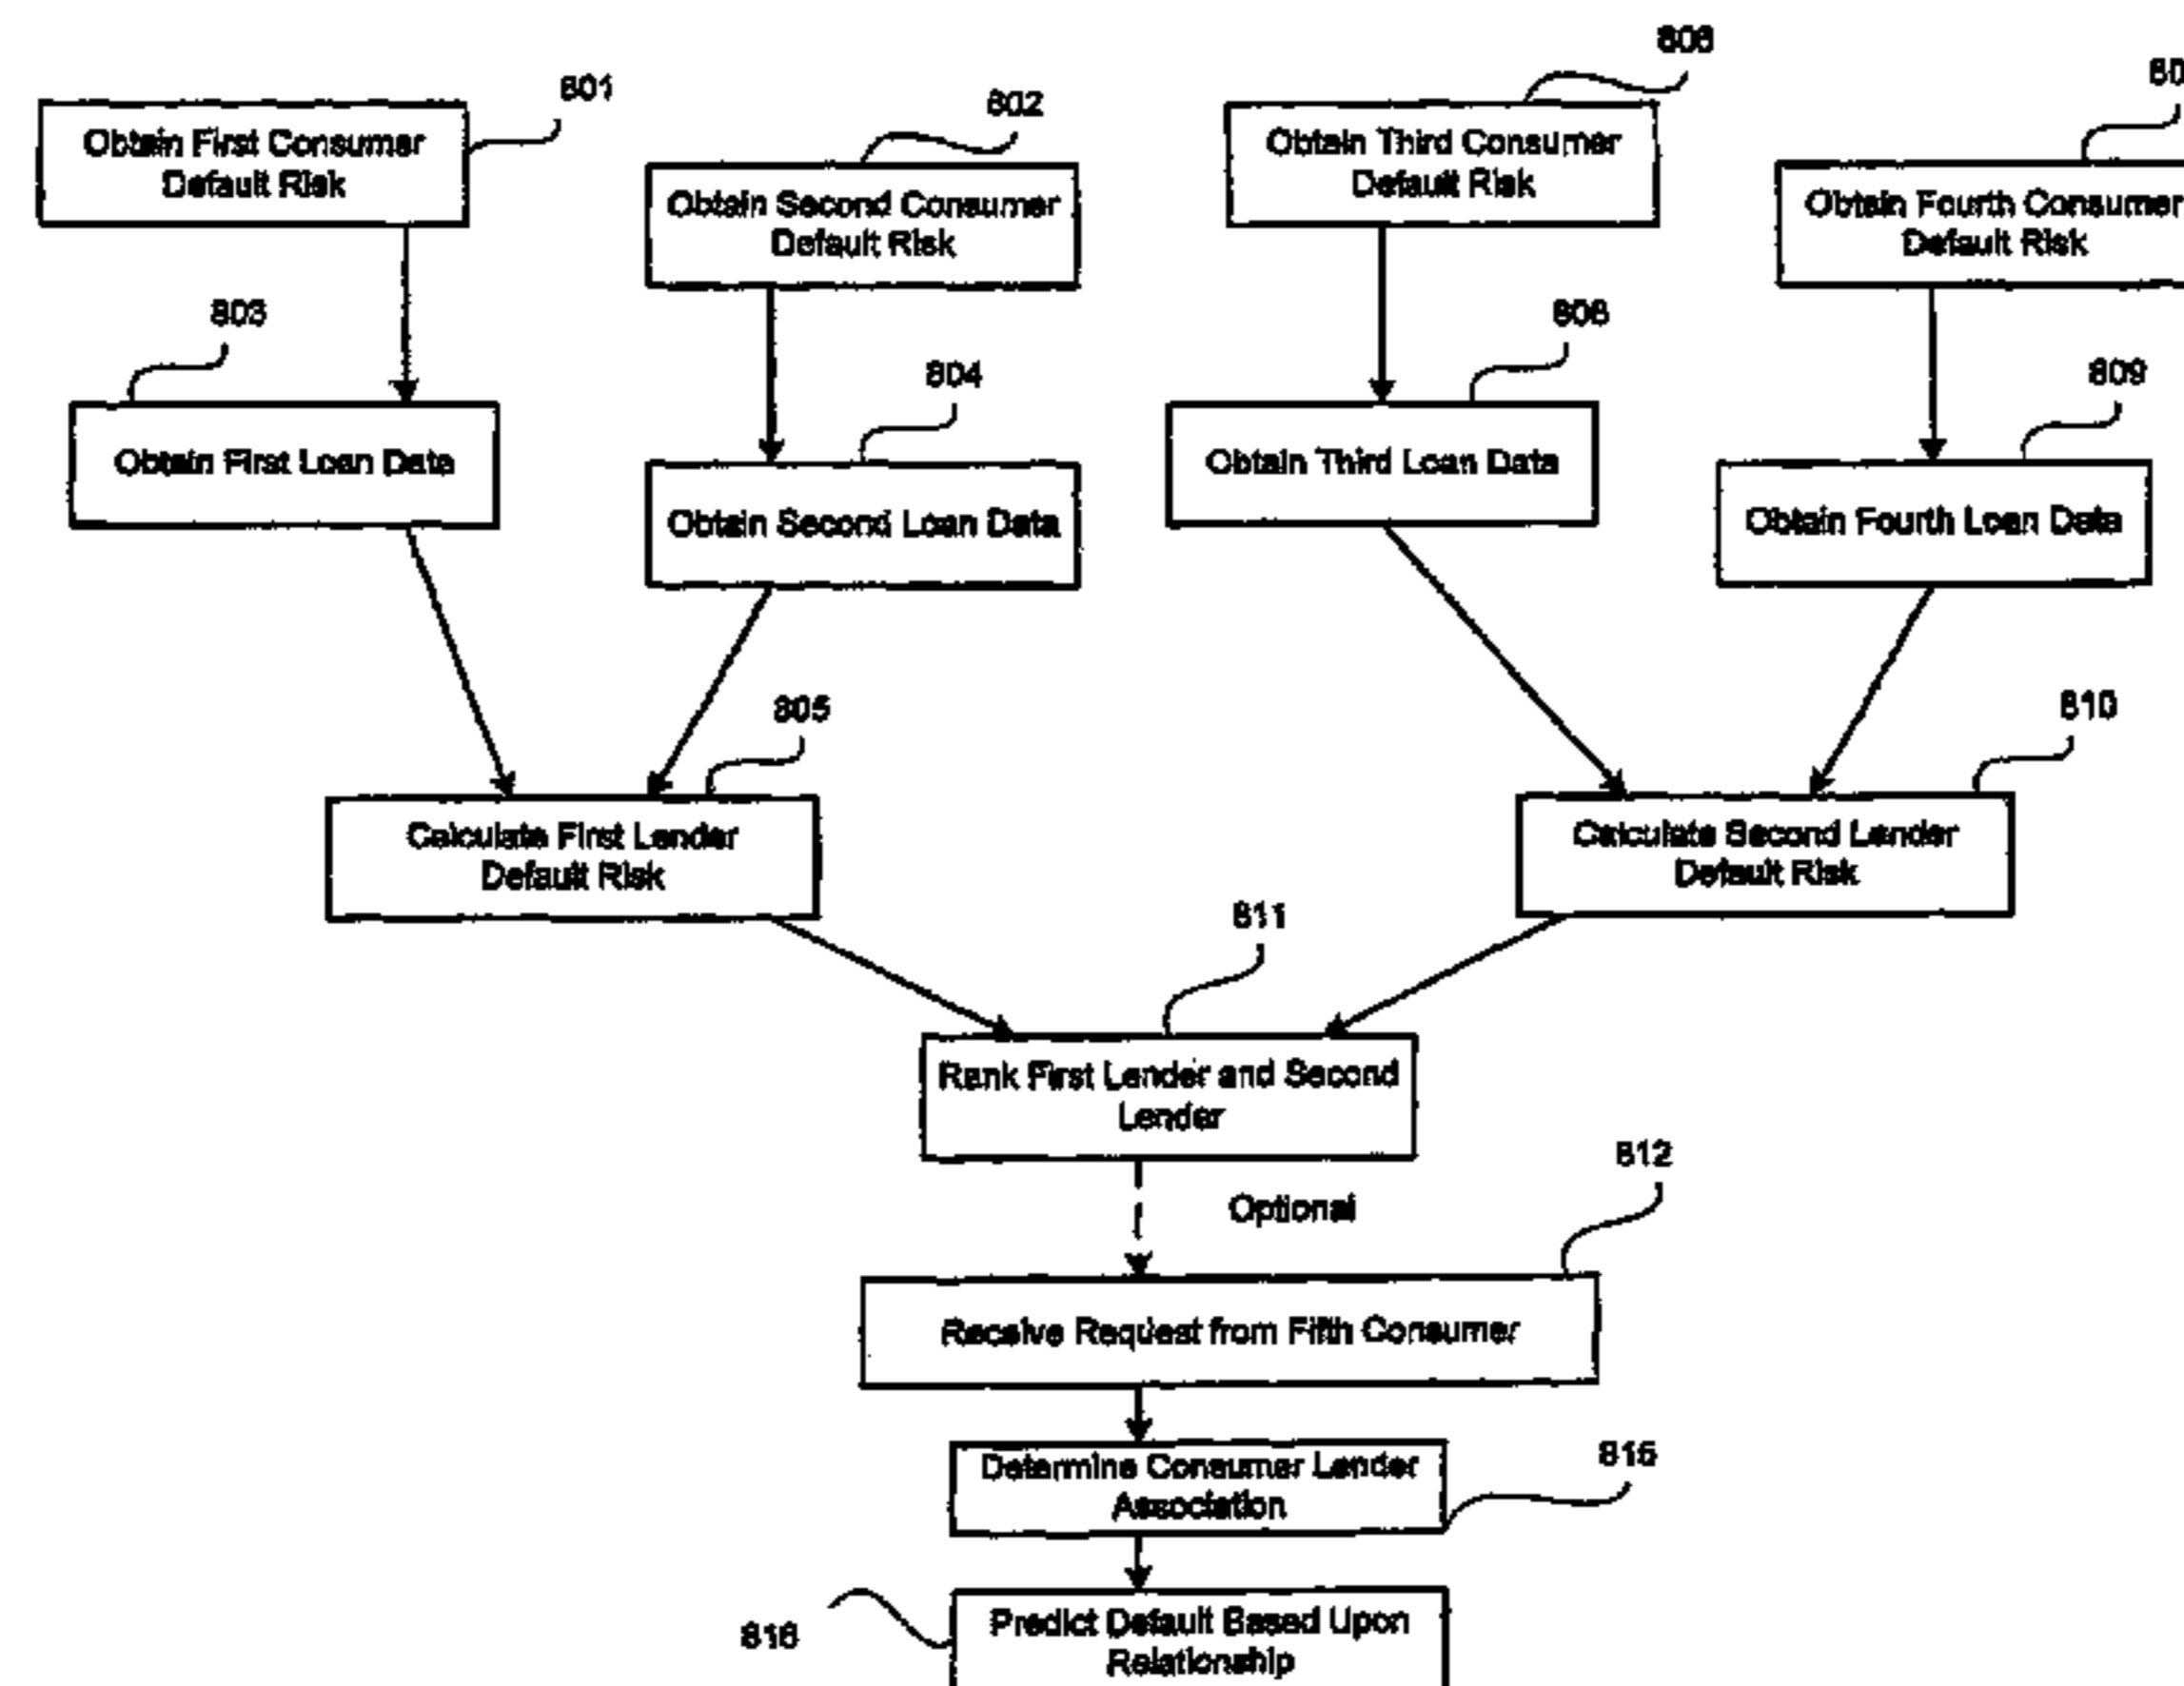 801
Obtain First Consumer
Default Risk
802
Obtain Second Consumer
Default Risk
806
Obtain Third Consumer
Default Risk
Obtain Fourth Consumer
Default Risk
803
Obtain First Loan Data
804
Obtain Second Loan Data
808
Obtain Third Loan Data
809
Obtain Fourth Loan Data
805
Calculate First Lender
Default Risk
810
Calculate Second Lender
Default Risk
811
Rank First Lender and Second
Lender
Optional
812
Receive Request from Fifth Consumer
815
Determine Consumer Lender
Association
816
Predict Default Based Upon
Relationship